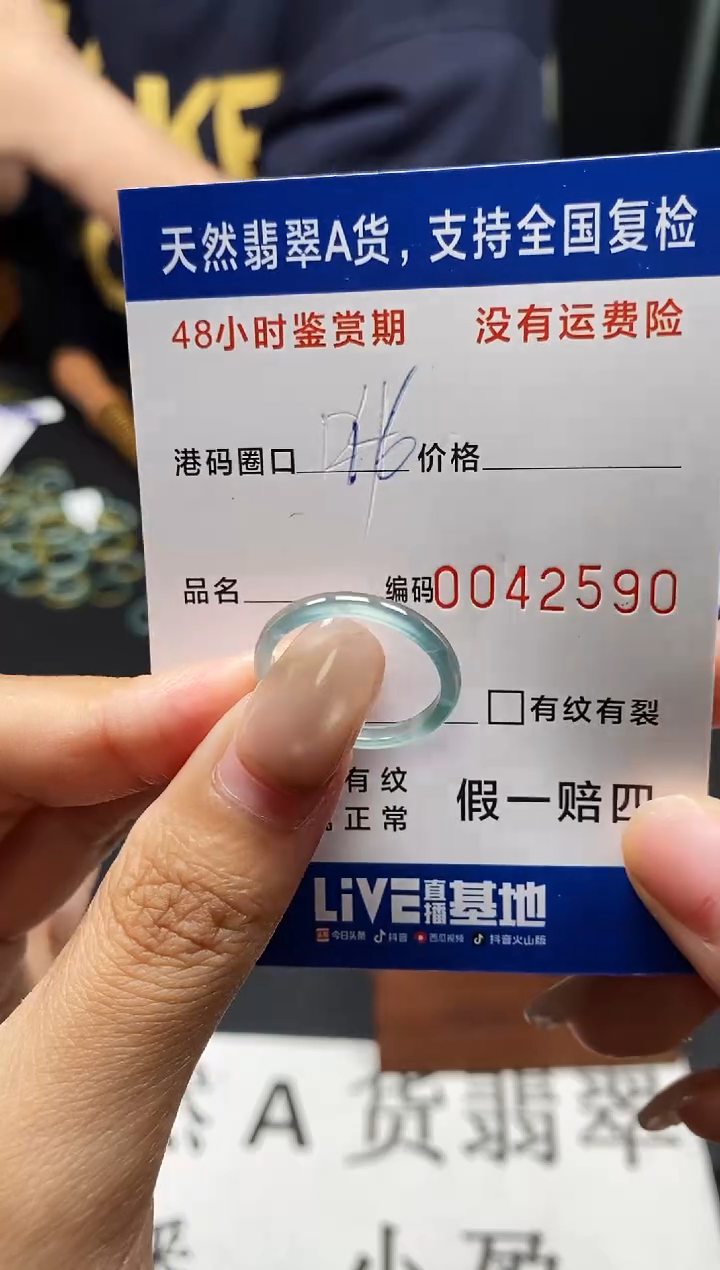 KE
天然翡翠A货，支持全国复检
48小时鉴赏期 没有运费险
港码圈口 价格
品名 编码0042590
□有纹有裂
有纹
正常 假一赔四
LiVE直播基地
今日头条 抖音 西瓜视频 抖音火山版
A货翡翠
小